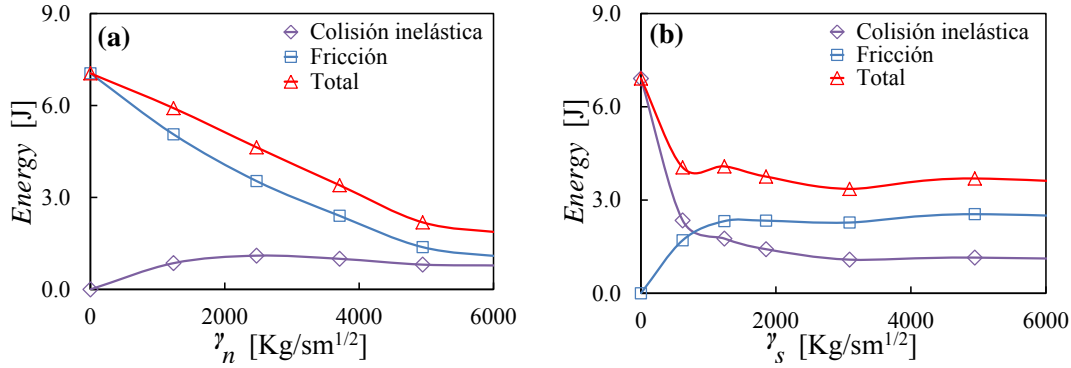 (a)
Colisión inelástica
Fricción
Total
Energy [J]
9.0
6.0
3.0
0.0
0
2000
4000
6000
γn [Kg/sm1/2]
(b)
Colisión inelástica
Fricción
Total
Energy [J]
9.0
6.0
3.0
0.0
0
2000
4000
6000
γs [Kg/sm1/2]